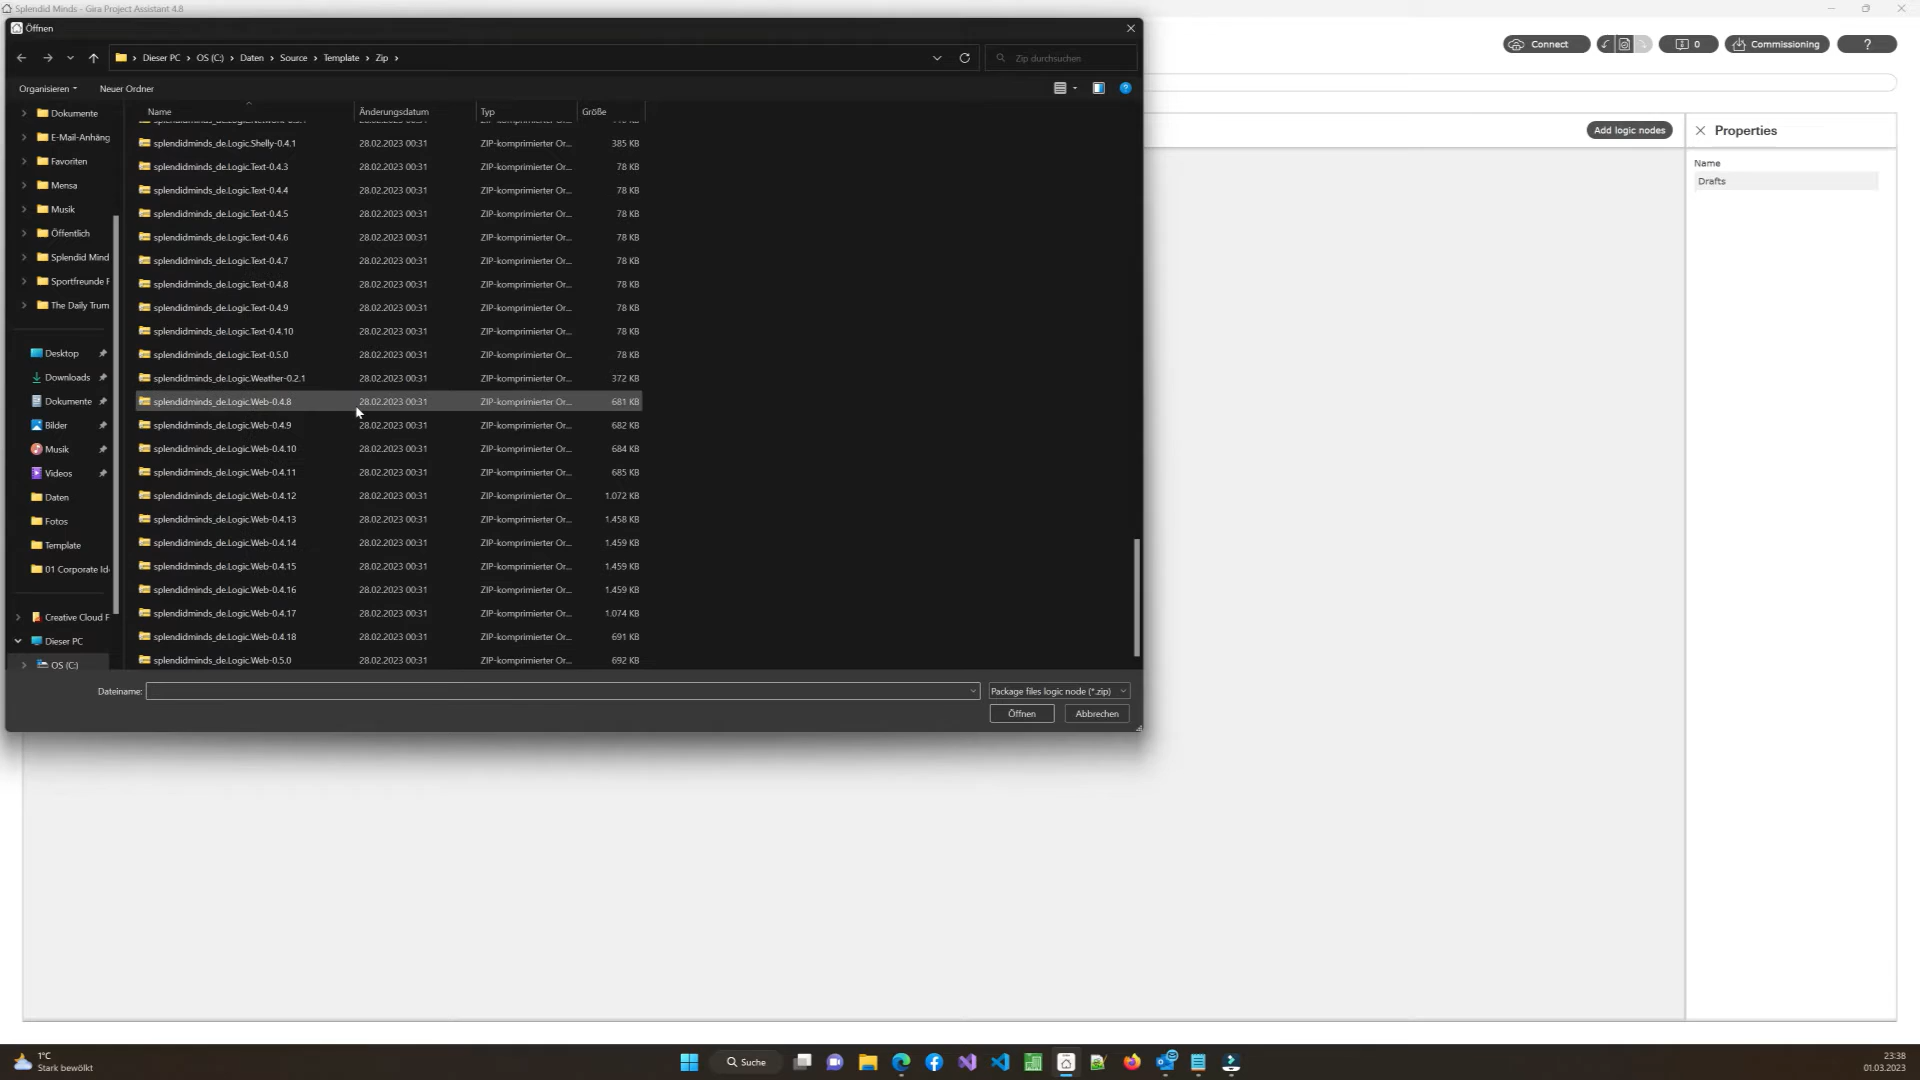 Splendid Minds - Gira Project Assistant 4.8
Öffnen
Dieser PC > OS (C:) > Daten > Source > Template > Zip >
Zip durchsuchen
Connect
0
Commissioning
?
Organisieren
Neuer Ordner
Add logic nodes
Properties
Name
Drafts
Name Änderungsdatum Typ Größe
splendidminds_de.Logic.Shelly-0.4.1 28.02.2023 00:31 ZIP-komprimierter Or... 385 KB
splendidminds_de.Logic.Text-0.4.3 28.02.2023 00:31 ZIP-komprimierter Or... 78 KB
splendidminds_de.Logic.Text-0.4.4 28.02.2023 00:31 ZIP-komprimierter Or... 78 KB
splendidminds_de.Logic.Text-0.4.5 28.02.2023 00:31 ZIP-komprimierter Or... 78 KB
splendidminds_de.Logic.Text-0.4.6 28.02.2023 00:31 ZIP-komprimierter Or... 78 KB
splendidminds_de.Logic.Text-0.4.7 28.02.2023 00:31 ZIP-komprimierter Or... 78 KB
splendidminds_de.Logic.Text-0.4.8 28.02.2023 00:31 ZIP-komprimierter Or... 78 KB
splendidminds_de.Logic.Text-0.4.9 28.02.2023 00:31 ZIP-komprimierter Or... 78 KB
splendidminds_de.Logic.Text-0.4.10 28.02.2023 00:31 ZIP-komprimierter Or... 78 KB
splendidminds_de.Logic.Text-0.5.0 28.02.2023 00:31 ZIP-komprimierter Or... 78 KB
splendidminds_de.Logic.Weather-0.2.1 28.02.2023 00:31 ZIP-komprimierter Or... 372 KB
splendidminds_de.Logic.Web-0.4.8 28.02.2023 00:31 ZIP-komprimierter Or... 681 KB
splendidminds_de.Logic.Web-0.4.9 28.02.2023 00:31 ZIP-komprimierter Or... 682 KB
splendidminds_de.Logic.Web-0.4.10 28.02.2023 00:31 ZIP-komprimierter Or... 684 KB
splendidminds_de.Logic.Web-0.4.11 28.02.2023 00:31 ZIP-komprimierter Or... 685 KB
splendidminds_de.Logic.Web-0.4.12 28.02.2023 00:31 ZIP-komprimierter Or... 1.072 KB
splendidminds_de.Logic.Web-0.4.13 28.02.2023 00:31 ZIP-komprimierter Or... 1.458 KB
splendidminds_de.Logic.Web-0.4.14 28.02.2023 00:31 ZIP-komprimierter Or... 1.459 KB
splendidminds_de.Logic.Web-0.4.15 28.02.2023 00:31 ZIP-komprimierter Or... 1.459 KB
splendidminds_de.Logic.Web-0.4.16 28.02.2023 00:31 ZIP-komprimierter Or... 1.459 KB
splendidminds_de.Logic.Web-0.4.17 28.02.2023 00:31 ZIP-komprimierter Or... 1.074 KB
splendidminds_de.Logic.Web-0.4.18 28.02.2023 00:31 ZIP-komprimierter Or... 691 KB
splendidminds_de.Logic.Web-0.5.0 28.02.2023 00:31 ZIP-komprimierter Or... 692 KB
Dokumente
E-Mail-Anhäng
Favoriten
Mensa
Musik
Öffentlich
Splendid Mind
Sportfreunde F
The Daily Trum
Desktop
Downloads
Dokumente
Bilder
Musik
Videos
Daten
Fotos
Template
01 Corporate Id
Creative Cloud F
Dieser PC
OS (C:)
Dateiname:
Package files logic node (*.zip)
Öffnen
Abbrechen
1°C
Stark bewölkt
Suche
23:38
01.03.2023